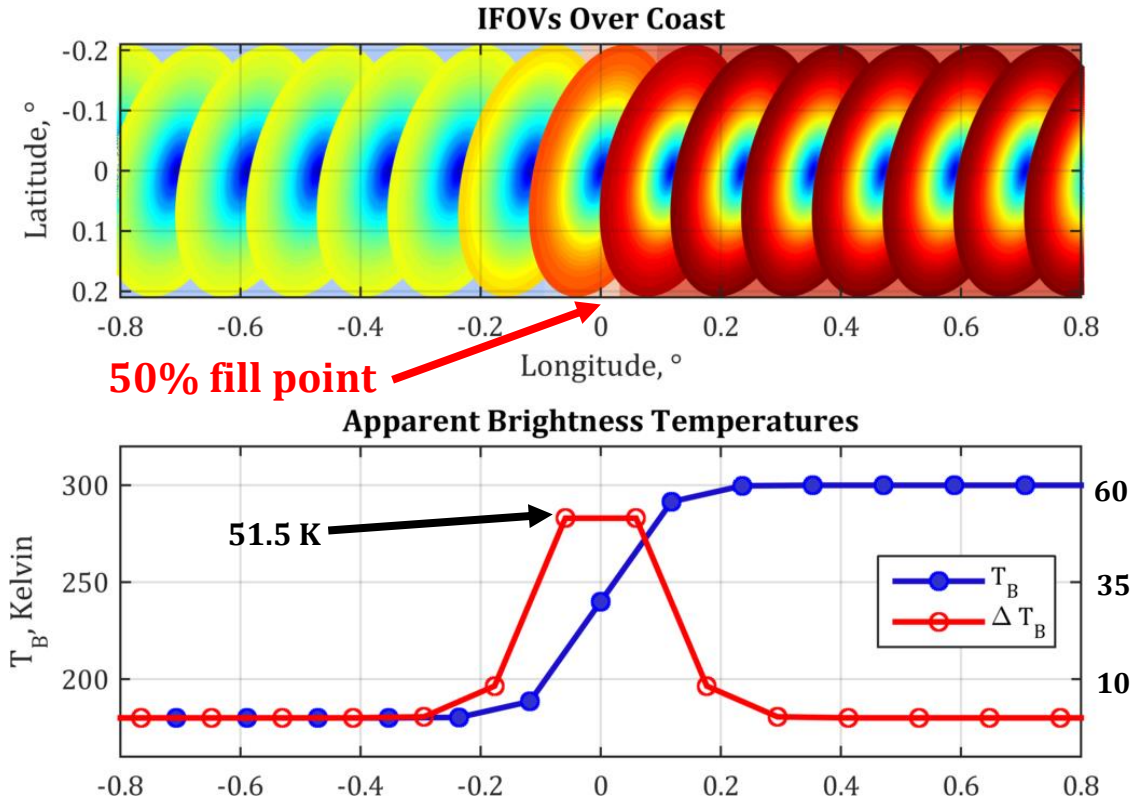 IFOVs Over Coast
Latitude, °
-0.2
-0.1
0
0.1
0.2
-0.8 -0.6 -0.4 -0.2 0 0.2 0.4 0.6 0.8
Longitude, °
50% fill point
Apparent Brightness Temperatures
T_B, Kelvin
300
250
200
60
35
10
51.5 K
T_B
Δ T_B
-0.8 -0.6 -0.4 -0.2 0 0.2 0.4 0.6 0.8